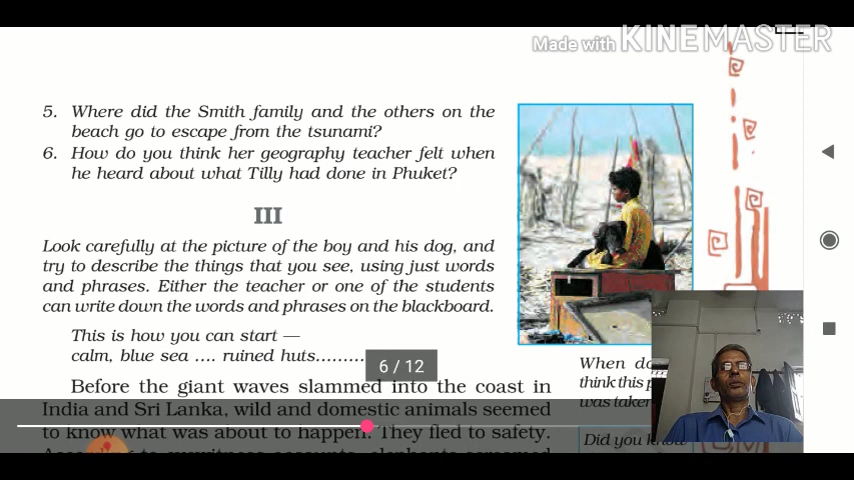 Made with KINEMASTER
5. Where did the Smith family and the others on the
beach go to escape from the tsunami?
6. How do you think her geography teacher felt when
he heard about what Tilly had done in Phuket?
III
Look carefully at the picture of the boy and his dog, and
try to describe the things that you see, using just words
and phrases. Either the teacher or one of the students
can write down the words and phrases on the blackboard.
This is how you can start —
calm, blue sea .... ruined huts.........
6 / 12
When do
think this p
was taken
Before the giant waves slammed into the coast in
India and Sri Lanka, wild and domestic animals seemed
to know what was about to happen. They fled to safety.
Did you know
to eyewitness accounts, elephants screamed